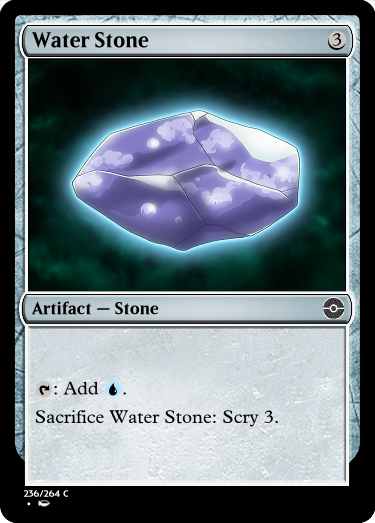 Water Stone 3
Artifact — Stone
: Add .
Sacrifice Water Stone: Scry 3.
236/264 C